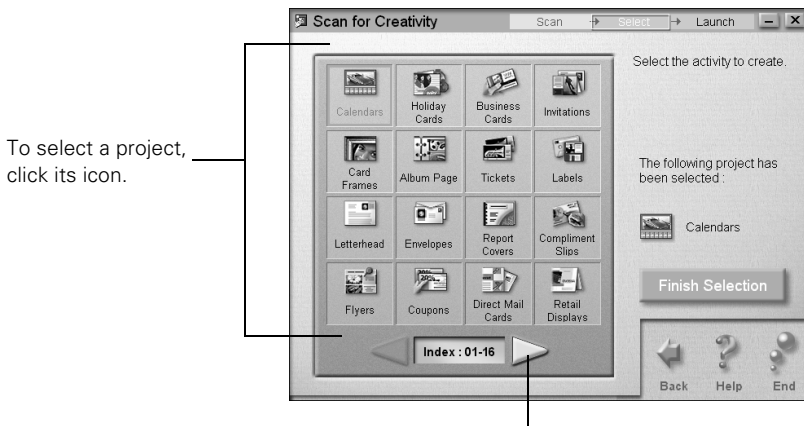 Scan for Creativity
Scan
Select
Launch
To select a project,
click its icon.
Calendars
Holiday
Cards
Business
Cards
Invitations
Card
Frames
Album Page
Tickets
Labels
Letterhead
Envelopes
Report
Covers
Compliment
Slips
Flyers
Coupons
Direct Mail
Cards
Retail
Displays
Index : 01-16
Select the activity to create.
The following project has
been selected :
Calendars
Finish Selection
Back
Help
End